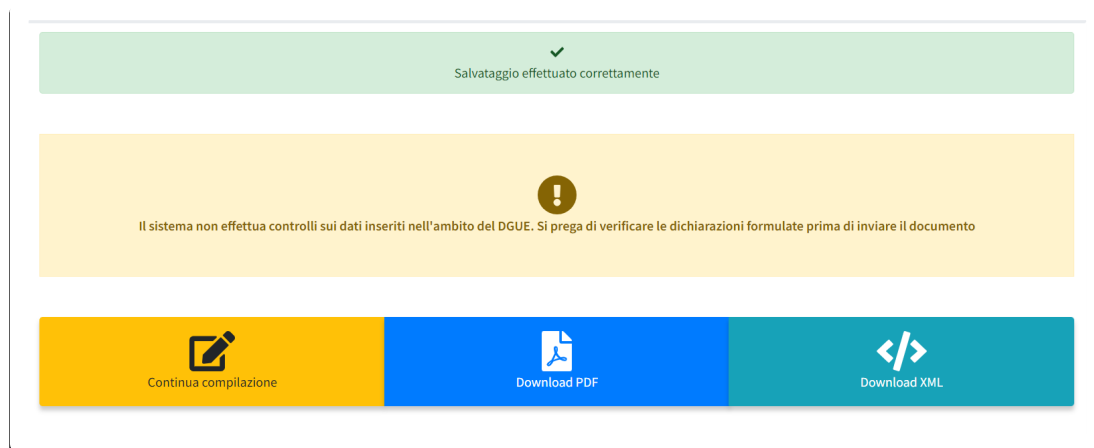 Salvataggio effettuato correttamente
Il sistema non effettua controlli sui dati inseriti nell'ambito del DGUE. Si prega di verificare le dichiarazioni formulate prima di inviare il documento
Continua compilazione
Download PDF
Download XML